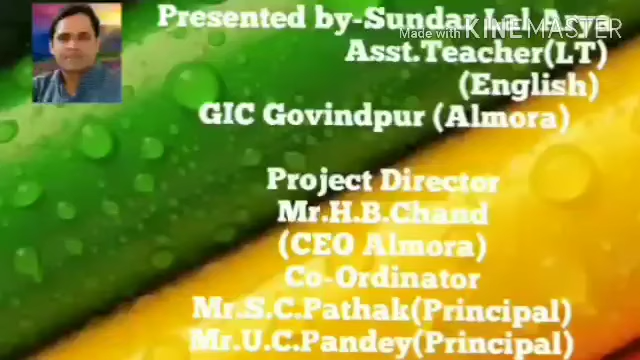 Presented by-Sundar Lal
Made with KINEMASTER
Asst.Teacher(LT)
(English)
GIC Govindpur (Almora)
Project Director
Mr.H.B.Chand
(CEO Almora)
Co-Ordinator
Mr.S.C.Pathak(Principal)
Mr.U.C.Pandey(Principal)